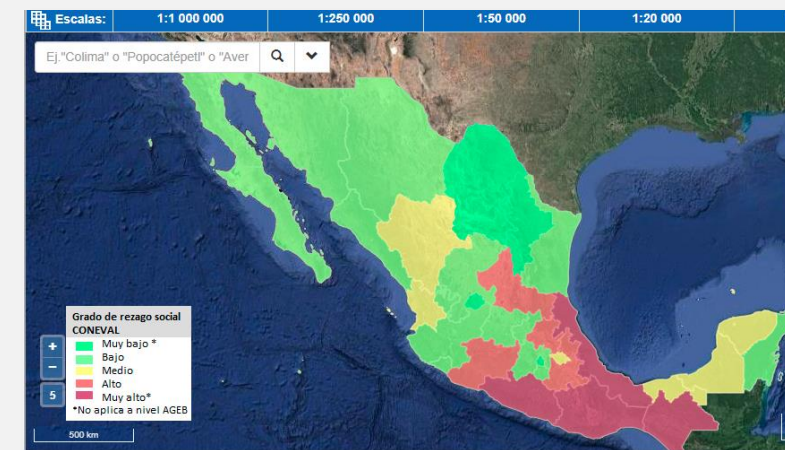 Escalas: 1:1 000 000 1:250 000 1:50 000 1:20 000
Ej."Colima" o "Popocatépetl" o "Aver
Grado de rezago social
CONEVAL
Muy bajo *
Bajo
Medio
Alto
Muy alto*
*No aplica a nivel AGEB
+
−
5
500 km